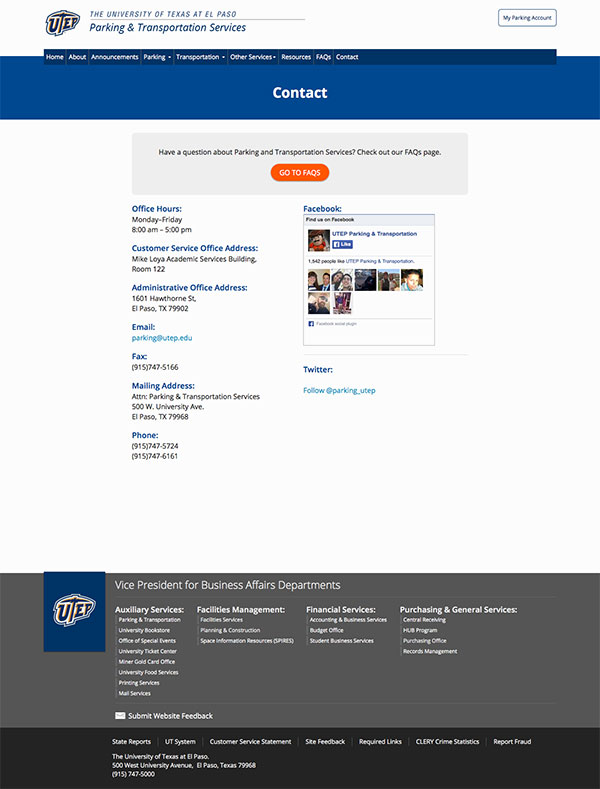 UTEP
THE UNIVERSITY OF TEXAS AT EL PASO
Parking & Transportation Services
My Parking Account
Home About Announcements Parking Transportation Other Services Resources FAQs Contact
Contact
Have a question about Parking and Transportation Services? Check out our FAQs page.
GO TO FAQS
Office Hours:
Monday–Friday
8:00 am – 5:00 pm
Customer Service Office Address:
Mike Loya Academic Services Building,
Room 122
Administrative Office Address:
1601 Hawthorne St,
El Paso, TX 79902
Email:
parking@utep.edu
Fax:
(915)747-5166
Mailing Address:
Attn: Parking & Transportation Services
500 W. University Ave.
El Paso, TX 79968
Phone:
(915)747-5724
(915)747-6161
Facebook:
Find us on Facebook
UTEP Parking & Transportation
Like
1,542 people like UTEP Parking & Transportation.
Facebook social plugin
Twitter:
Follow @parking_utep
UTEP
Vice President for Business Affairs Departments
Auxiliary Services:
Parking & Transportation
University Bookstore
Office of Special Events
University Ticket Center
Miner Gold Card Office
University Food Services
Printing Services
Mail Services
Facilities Management:
Facilities Services
Planning & Construction
Space Information Resources (SPIRES)
Financial Services:
Accounting & Business Services
Budget Office
Student Business Services
Purchasing & General Services:
Central Receiving
HUB Program
Purchasing Office
Records Management
Submit Website Feedback
State Reports UT System Customer Service Statement Site Feedback Required Links CLERY Crime Statistics Report Fraud
The University of Texas at El Paso.
500 West University Avenue, El Paso, Texas 79968
(915) 747-5000